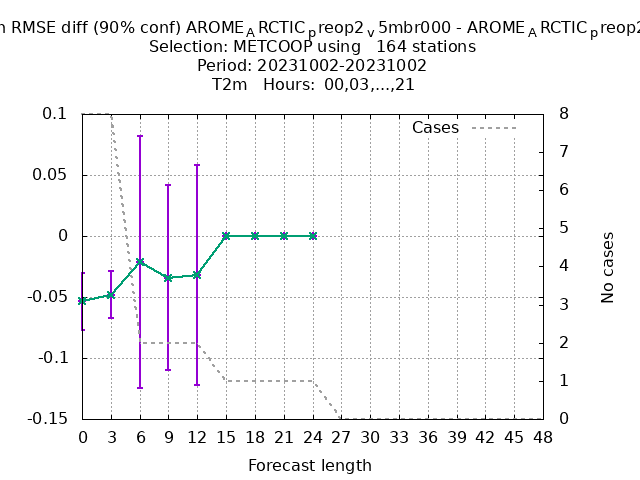 n RMSE diff (90% conf) AROME_ARCTIC_preop2_v5mbr000 - AROME_ARCTIC_preop2
Selection: METCOOP using 164 stations
Period: 20231002-20231002
T2m Hours: 00,03,...,21
Cases
0.1
0.05
0
-0.05
-0.1
-0.15
8
7
6
5
4
3
2
1
0
No cases
0 3 6 9 12 15 18 21 24 27 30 33 36 39 42 45 48
Forecast length